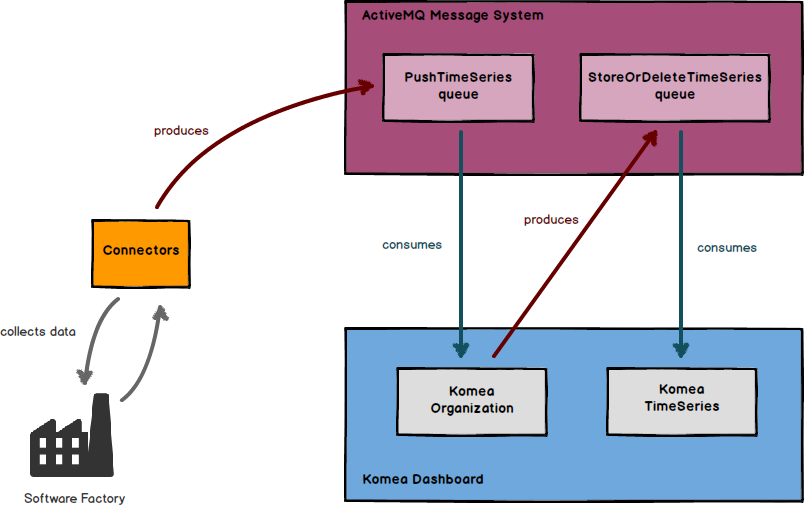 ActiveMQ Message System
PushTimeSeries
queue
StoreOrDeleteTimeSeries
queue
produces
Connectors
consumes
produces
consumes
collects data
Komea
Organization
Komea
TimeSeries
Komea Dashboard
Software Factory